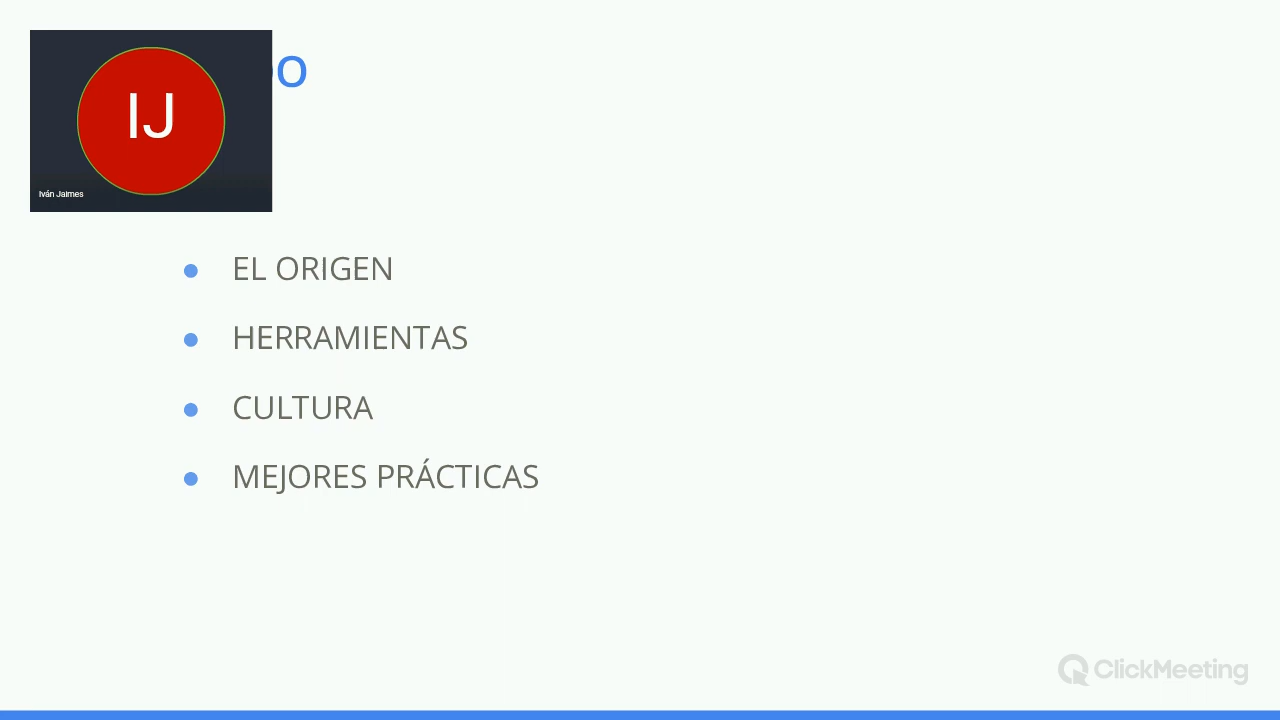 IJ
Iván Jaimes
EL ORIGEN
HERRAMIENTAS
CULTURA
MEJORES PRÁCTICAS
ClickMeeting